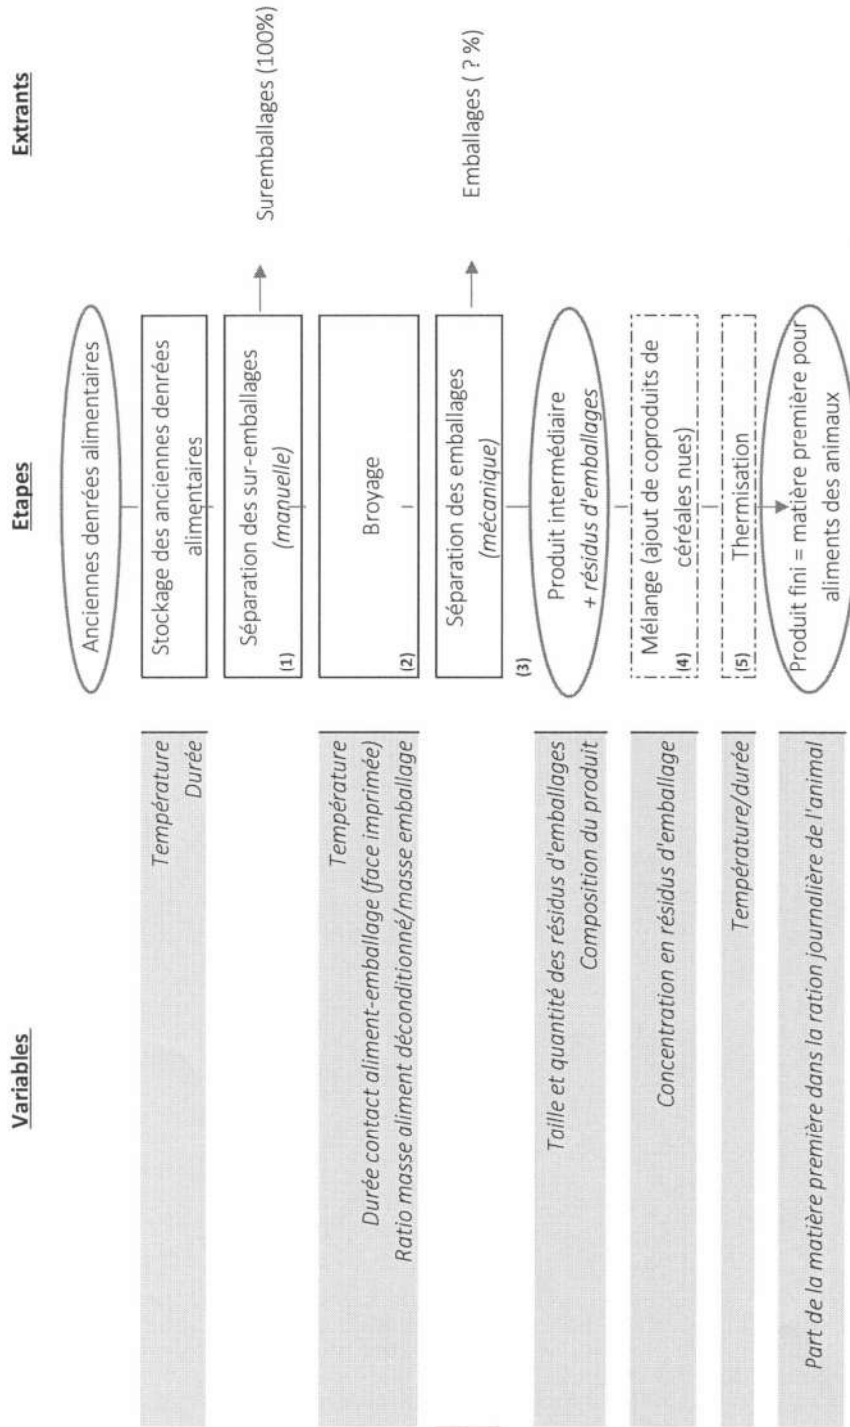 Variables
Etapes
Extrants
Anciennes denrées alimentaires
Température
Durée
Stockage des anciennes denrées
alimentaires
Séparation des sur-emballages
(manuelle)
(1)
Suremballages (100%)
Température
Durée contact aliment-emballage (face imprimée)
Ratio masse aliment déconditionné/masse emballage
Broyage
(2)
Séparation des emballages
(mécanique)
(3)
Emballages ( ? %)
Taille et quantité des résidus d'emballages
Composition du produit
Produit intermédiaire
+ résidus d'emballages
Concentration en résidus d'emballage
Mélange (ajout de coproduits de
céréales nues)
(4)
Température/durée
Thermisation
(5)
Part de la matière première dans la ration journalière de l'animal
Produit fini = matière première pour
aliments des animaux